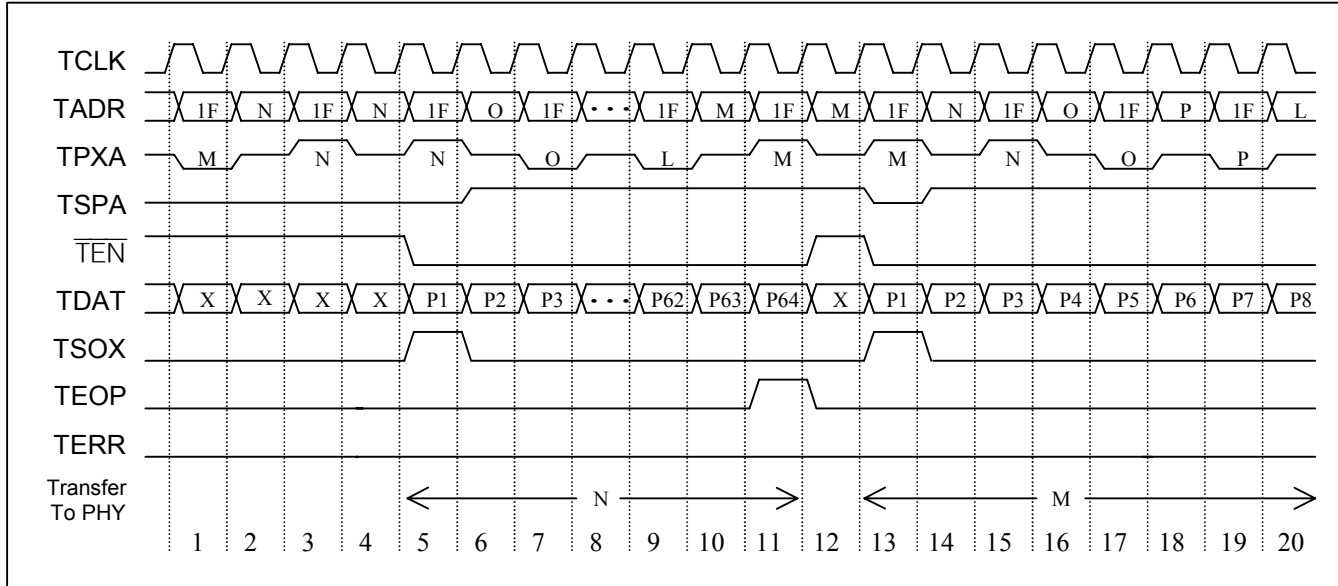 TCLK
TADR 1F N 1F N 1F O 1F ··· 1F M 1F M 1F N 1F O 1F P 1F L
TPXA M N N O L M M N O P
TSPA
TEN
TDAT X X X X P1 P2 P3 ··· P62 P63 P64 X P1 P2 P3 P4 P5 P6 P7 P8
TSOX
TEOP
TERR
Transfer
To PHY N M
1 2 3 4 5 6 7 8 9 10 11 12 13 14 15 16 17 18 19 20